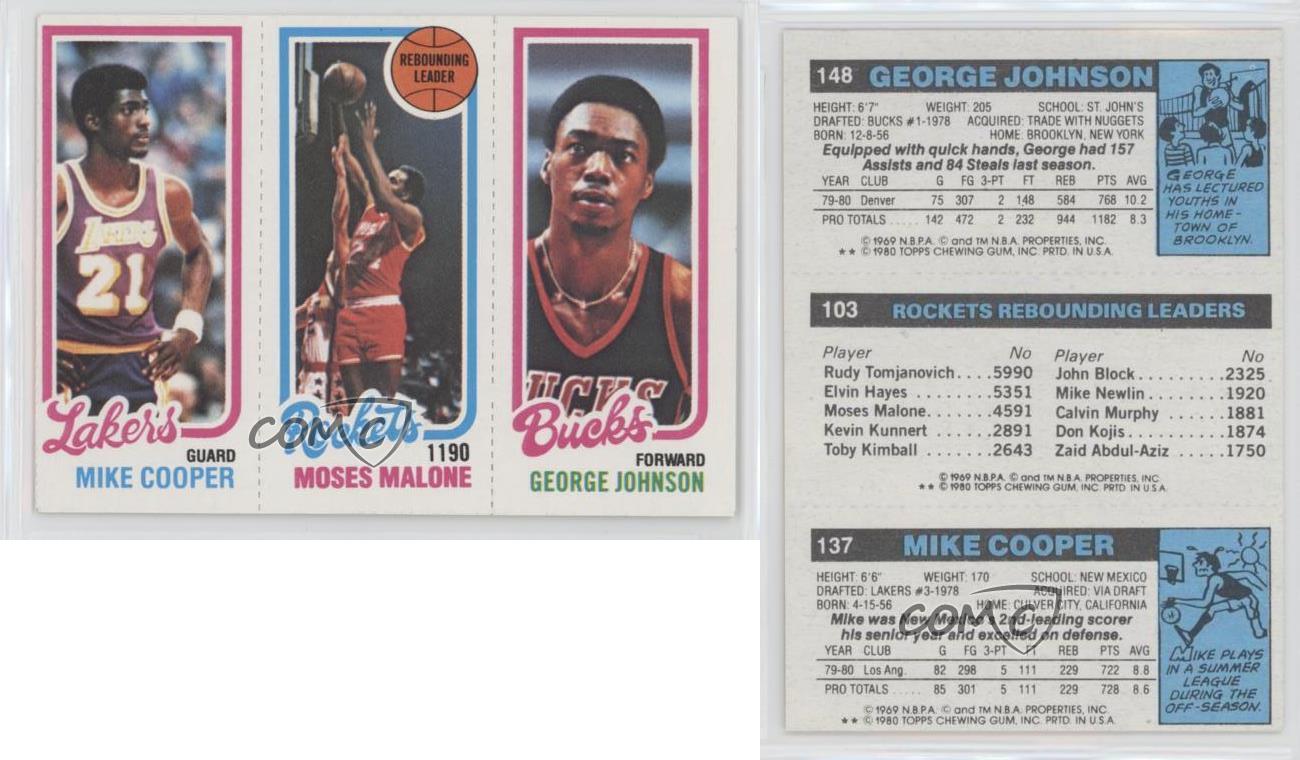 LAKERS
21
Lakers
GUARD
MIKE COOPER
REBOUNDING
LEADER
Rockets
1190
MOSES MALONE
UCKS
Bucks
FORWARD
GEORGE JOHNSON
COMC
148 GEORGE JOHNSON
HEIGHT: 6'7" WEIGHT: 205 SCHOOL: ST. JOHN'S
DRAFTED: BUCKS #1-1978 ACQUIRED: TRADE WITH NUGGETS
BORN: 12-8-56 HOME: BROOKLYN, NEW YORK
Equipped with quick hands, George had 157
Assists and 84 Steals last season.
YEAR CLUB G FG 3-PT FT REB PTS AVG
79-80 Denver 75 307 2 148 584 768 10.2
PRO TOTALS ..... 142 472 2 232 944 1182 8.3
© 1969 N.B.P.A. © and TM N.B.A. PROPERTIES, INC.
** © 1980 TOPPS CHEWING GUM, INC. PRTD. IN U.S.A.
GEORGE
HAS LECTURED
YOUTHS IN
HIS HOME-
TOWN OF
BROOKLYN.
103 ROCKETS REBOUNDING LEADERS
Player No Player No
Rudy Tomjanovich....5990 John Block.........2325
Elvin Hayes .......5351 Mike Newlin........1920
Moses Malone.......4591 Calvin Murphy .....1881
Kevin Kunnert ......2891 Don Kojis..........1874
Toby Kimball .......2643 Zaid Abdul-Aziz .....1750
© 1969 N.B.P.A. © and TM N.B.A. PROPERTIES, INC.
** © 1980 TOPPS CHEWING GUM, INC. PRTD. IN U.S.A.
137 MIKE COOPER
HEIGHT: 6'6" WEIGHT: 170 SCHOOL: NEW MEXICO
DRAFTED: LAKERS #3-1978 ACQUIRED: VIA DRAFT
BORN: 4-15-56 HOME: CULVER CITY, CALIFORNIA
Mike was New Mexico's 2nd-leading scorer
his senior year and excelled on defense.
YEAR CLUB G FG 3-PT FT REB PTS AVG
79-80 Los Ang. 82 298 5 111 229 722 8.8
PRO TOTALS ..... 85 301 5 111 229 728 8.6
© 1969 N.B.P.A. © and TM N.B.A. PROPERTIES, INC.
** © 1980 TOPPS CHEWING GUM, INC. PRTD. IN U.S.A.
MIKE PLAYS
IN A SUMMER
LEAGUE
DURING THE
OFF-SEASON.
COMC